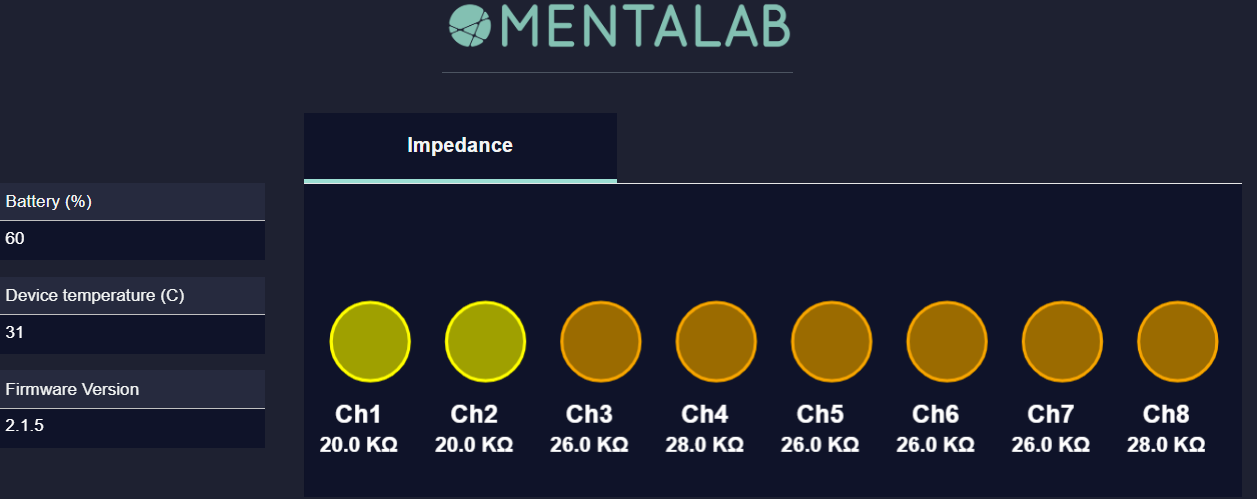 MENTALAB
Impedance
Battery (%)
60
Device temperature (C)
31
Firmware Version
2.1.5
Ch1 Ch2 Ch3 Ch4 Ch5 Ch6 Ch7 Ch8
20.0 KΩ 20.0 KΩ 26.0 KΩ 28.0 KΩ 26.0 KΩ 26.0 KΩ 26.0 KΩ 28.0 KΩ